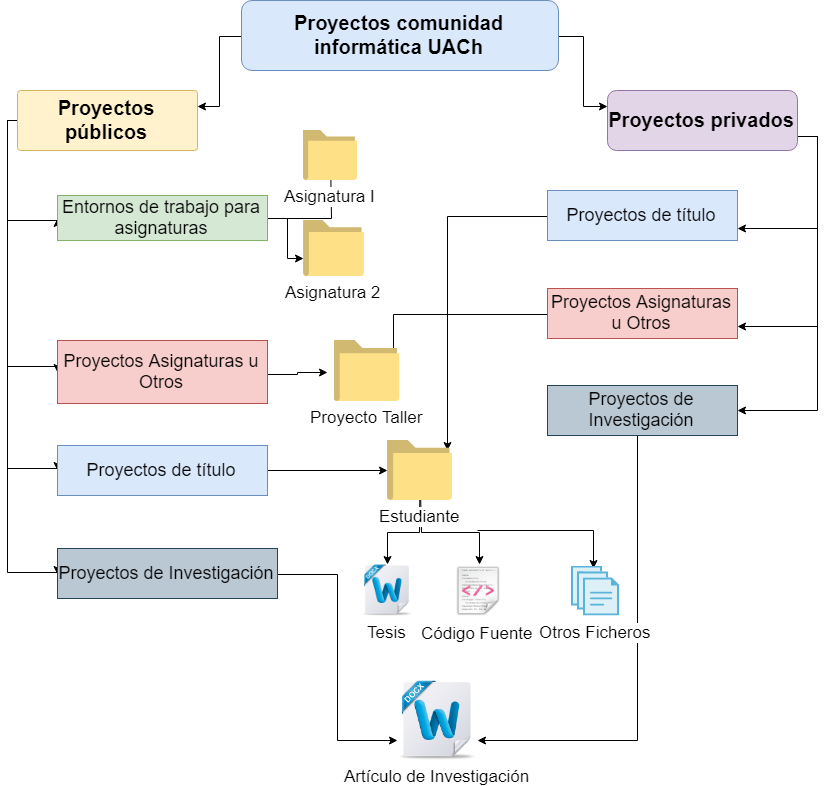 Proyectos comunidad
informática UACh
Proyectos
públicos
Proyectos privados
Asignatura I
Entornos de trabajo para
asignaturas
Proyectos de título
Asignatura 2
Proyectos Asignaturas
u Otros
Proyectos Asignaturas u
Otros
Proyecto Taller
Proyectos de
Investigación
Proyectos de título
Estudiante
Proyectos de Investigación
DOCX
W
</>
Tesis
Código Fuente
Otros Ficheros
DOCX
W
Artículo de Investigación